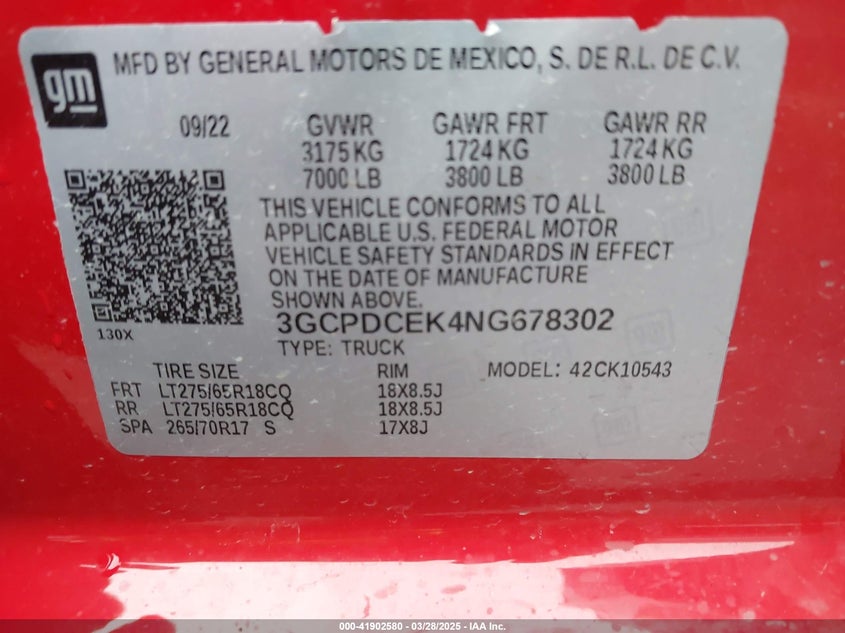 gm
MFD BY GENERAL MOTORS DE MEXICO, S. DE R.L. DE C.V.
09/22 GVWR GAWR FRT GAWR RR
3175 KG 1724 KG 1724 KG
7000 LB 3800 LB 3800 LB
THIS VEHICLE CONFORMS TO ALL
APPLICABLE U.S. FEDERAL MOTOR
VEHICLE SAFETY STANDARDS IN EFFECT
ON THE DATE OF MANUFACTURE
SHOWN ABOVE.
130X
3GCPDCEK4NG678302
TYPE: TRUCK
TIRE SIZE RIM MODEL: 42CK10543
FRT LT275/65R18CQ 18X8.5J
RR LT275/65R18CQ 18X8.5J
SPA 265/70R17 S 17X8J
000-41902580 - 03/28/2025 - IAA Inc.